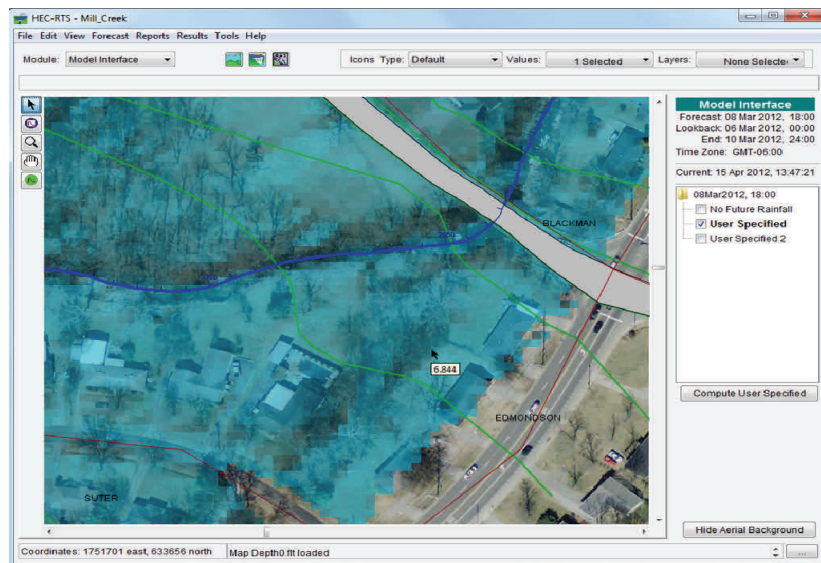 HEC-RTS - Mill_Creek
File Edit View Forecast Reports Results Tools Help
Module: Model Interface
Icons Type: Default Values: 1 Selected Layers: None Selecte
Model Interface
Forecast: 08 Mar 2012, 18:00
Lookback: 06 Mar 2012, 00:00
End: 10 Mar 2012, 24:00
Time Zone: GMT-06:00
Current: 15 Apr 2012, 13:47:21
08Mar2012, 18:00
No Future Rainfall
User Specified
User Specified 2
BLACKMAN
6.844
Compute User Specified
EDMONDSON
SUTER
Hide Aerial Background
Coordinates: 1751701 east, 633656 north
Map Depth0.flt loaded
...